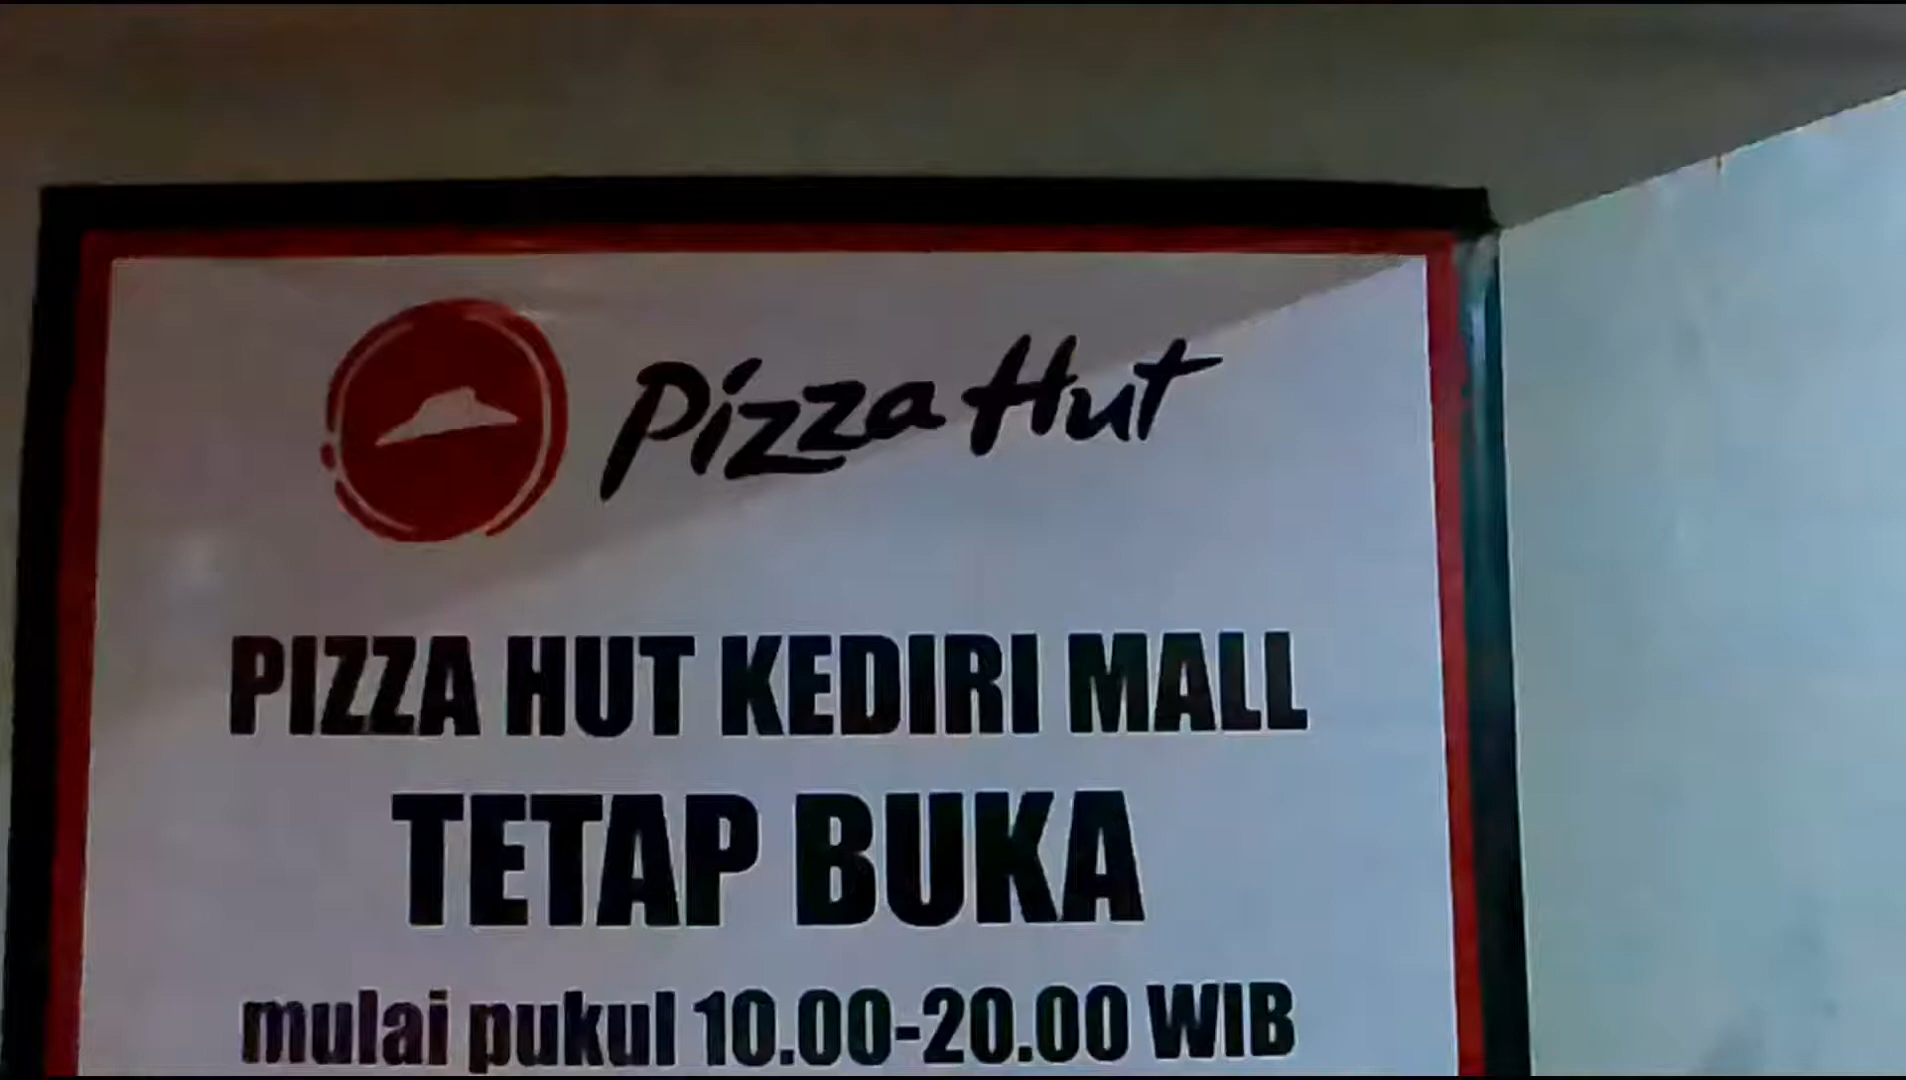 Pizza Hut
PIZZA HUT KEDIRI MALL
TETAP BUKA
mulai pukul 10.00-20.00 WIB